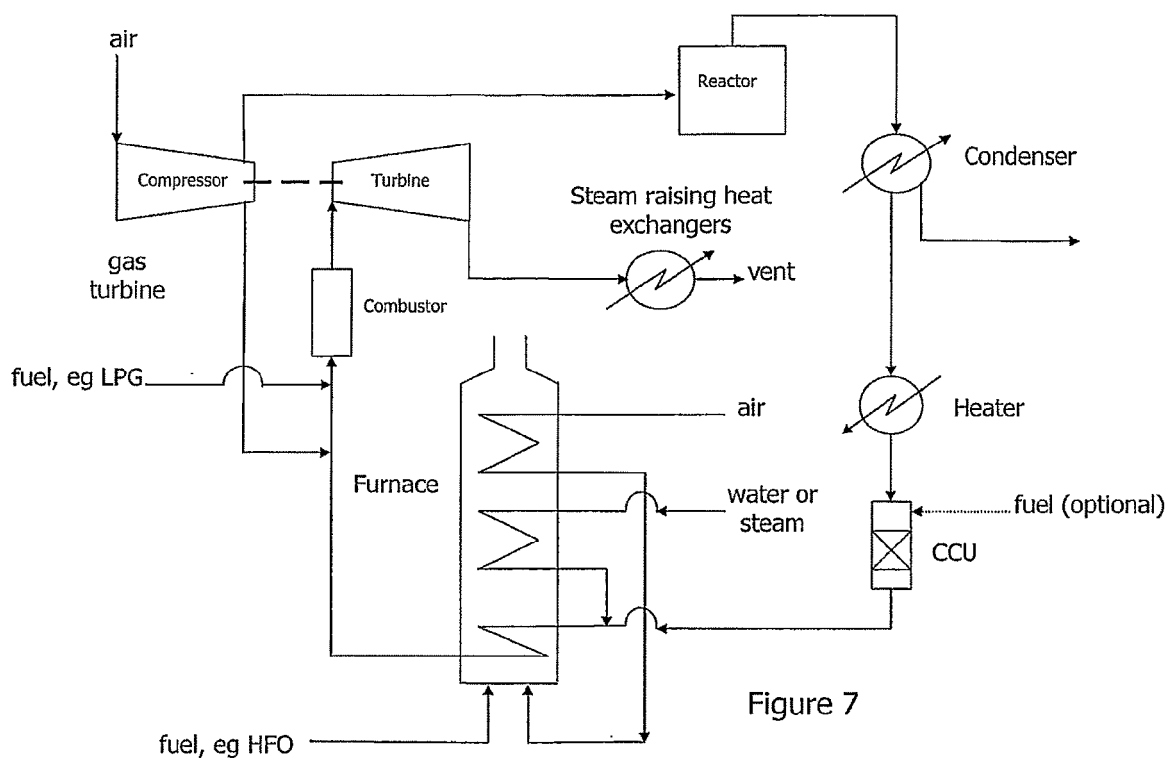 air
Reactor
Compressor
Turbine
Condenser
Steam raising heat
exchangers
gas
turbine
vent
Combustor
fuel, eg LPG
air
Heater
Furnace
water or
steam
fuel (optional)
CCU
Figure 7
fuel, eg HFO